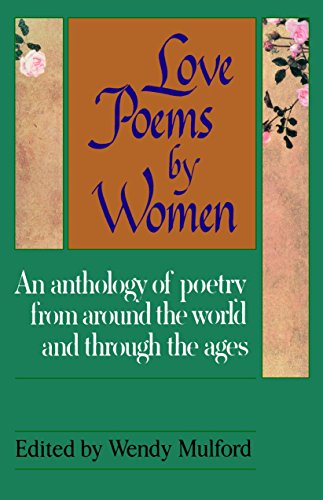 Love
Poems
by
Women
An anthology of poetry
from around the world
and through the ages
Edited by Wendy Mulford